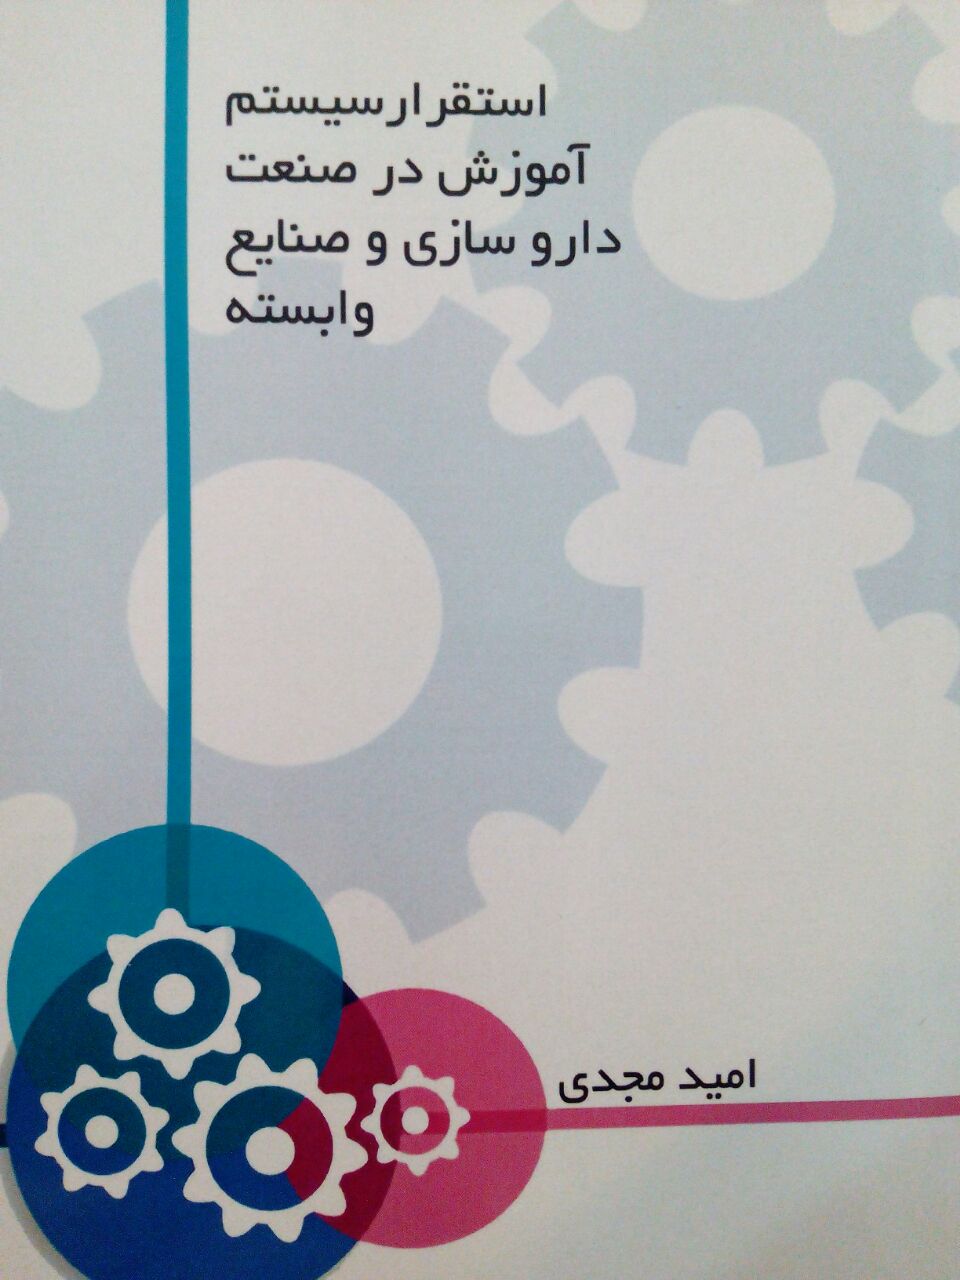 استقرار سیستم
آموزش در صنعت
دارو سازی و صنایع
وابسته
امید مجدی